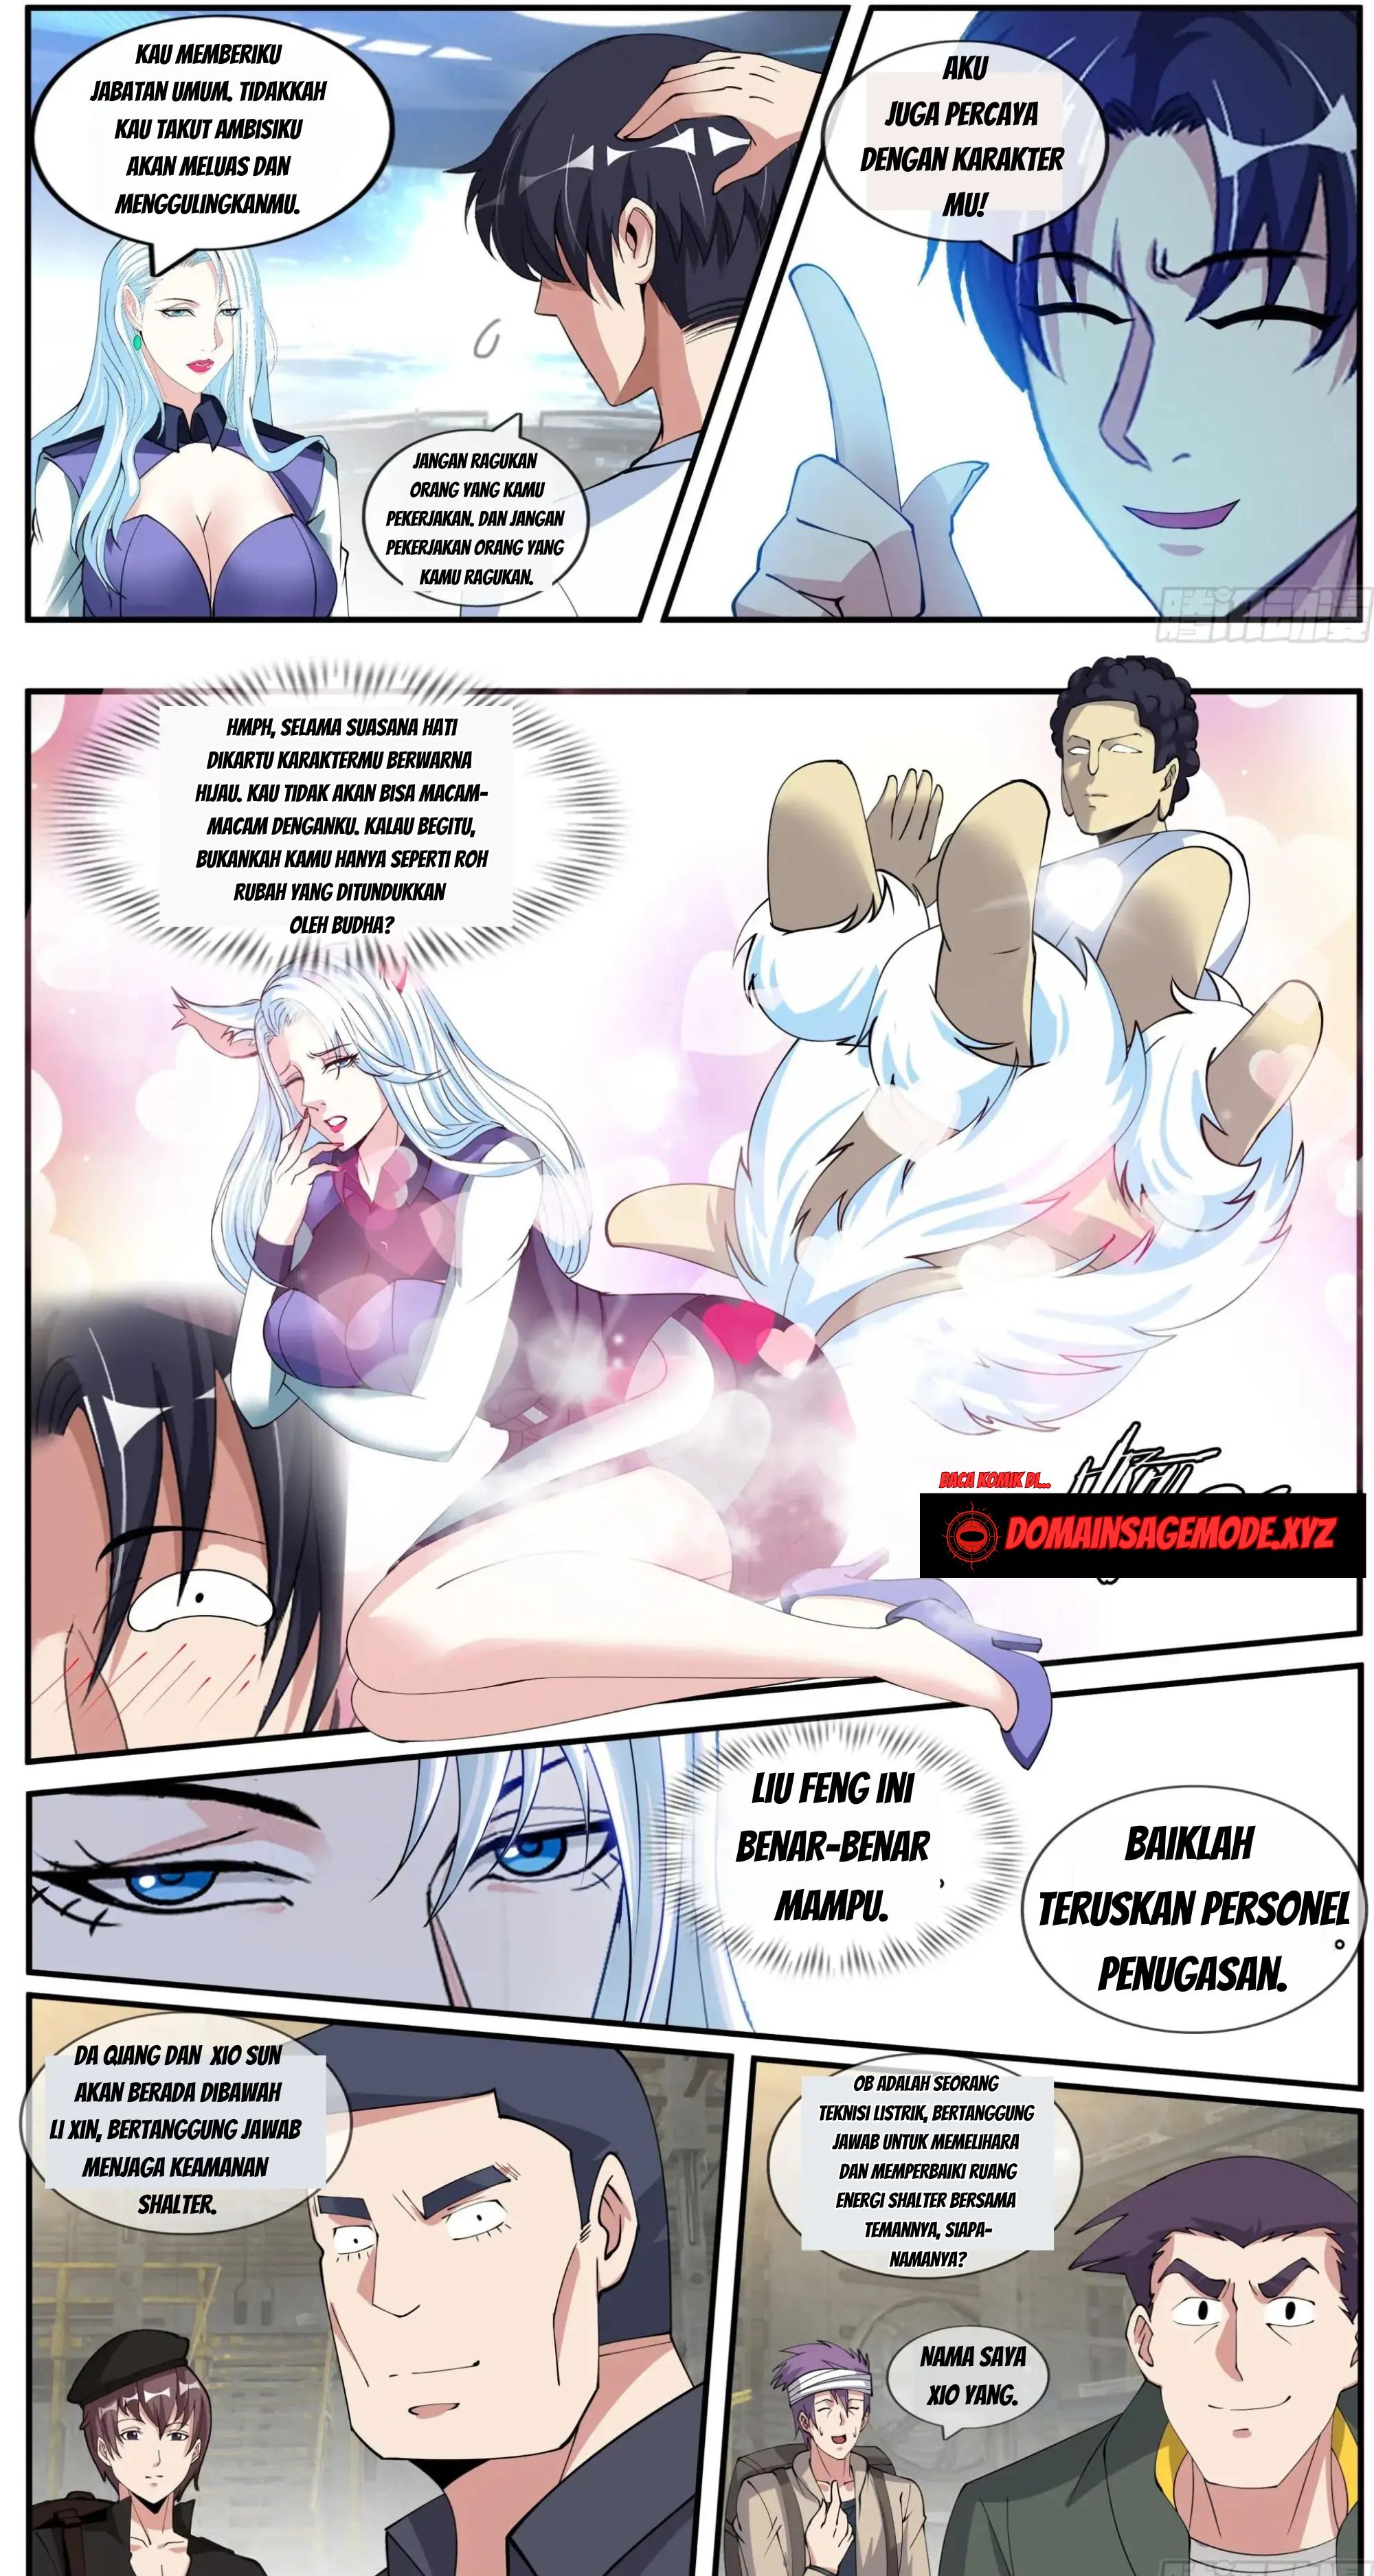 KAU MEMBERIKU
JABATAN UMUM. TIDAKKAH
KAU TAKUT AMBISIKU
AKAN MELUAS DAN
MENGGULINGKANMU.
JANGAN RAGUKAN
ORANG YANG KAMU
PEKERJAKAN. DAN JANGAN
PEKERJAKAN ORANG YANG
KAMU RAGUKAN.
AKU
JUGA PERCAYA
DENGAN KARAKTER
MU!
腾讯动漫
HMPH, SELAMA SUASANA HATI
DIKARTU KARAKTERMU BERWARNA
HIJAU. KAU TIDAK AKAN BISA MACAM-
MACAM DENGANKU. KALAU BEGITU,
BUKANKAH KAMU HANYA SEPERTI ROH
RUBAH YANG DITUNDUKKAN
OLEH BUDHA?
BACA KOMIK DI...
DOMAINSAGEMODE.XYZ
LIU FENG INI
BENAR-BENAR
MAMPU.
BAIKLAH
TERUSKAN PERSONEL
PENUGASAN.
DA QIANG DAN XIO SUN
AKAN BERADA DIBAWAH
LI XIN, BERTANGGUNG JAWAB
MENJAGA KEAMANAN
SHALTER.
OB ADALAH SEORANG
TEKNISI LISTRIK, BERTANGGUNG
JAWAB UNTUK MEMELIHARA
DAN MEMPERBAIKI RUANG
ENERGI SHALTER BERSAMA
TEMANNYA, SIAPA-
NAMANYA?
NAMA SAYA
XIO YANG.